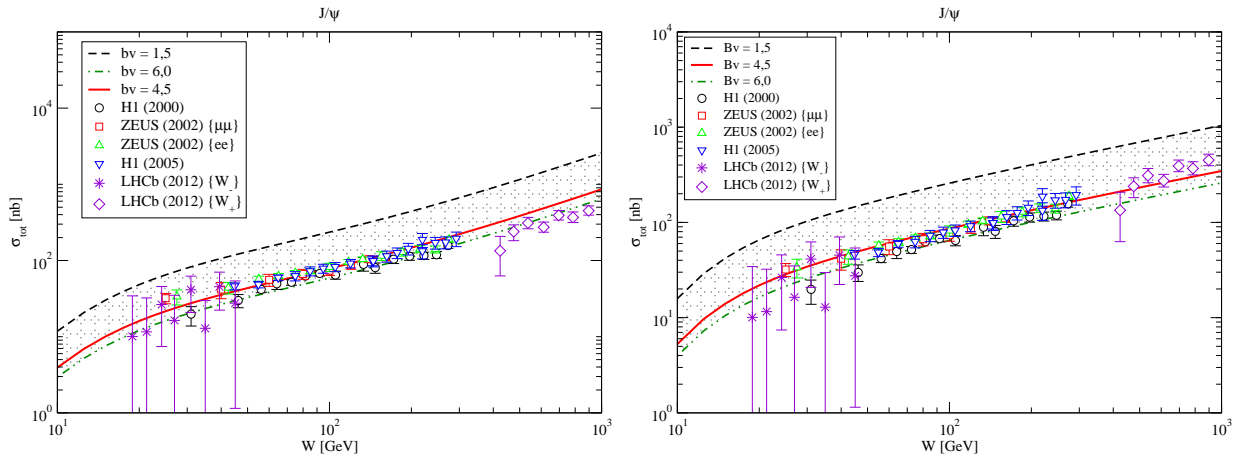 J/ψ
bv = 1,5
bv = 6,0
bv = 4,5
H1 (2000)
ZEUS (2002) {μμ}
ZEUS (2002) {ee}
H1 (2005)
LHCb (2012) {W_-}
LHCb (2012) {W_+}
10^4
10^2
10^0
σ_tot [nb]
10^1
10^2
10^3
W [GeV]
J/ψ
Bv = 1,5
Bv = 4,5
Bv = 6,0
H1 (2000)
ZEUS (2002) {μμ}
ZEUS (2002) {ee}
H1 (2005)
LHCb (2012) {W_-}
LHCb (2012) {W_+}
10^4
10^3
10^2
10^1
10^0
σ_tot [nb]
10^1
10^2
10^3
W [GeV]